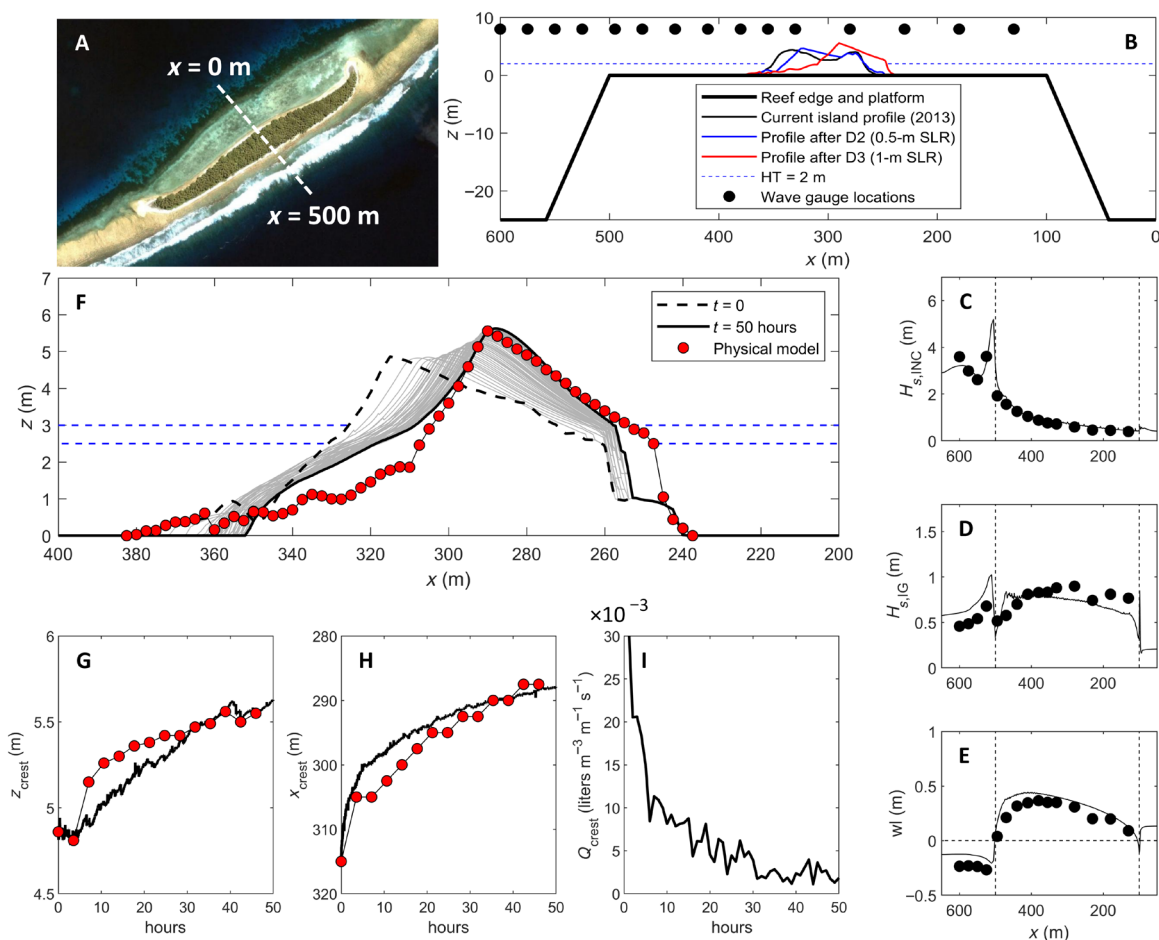 A
x = 0 m
x = 500 m
B
10
0
−10
−20
z (m)
Reef edge and platform
Current island profile (2013)
Profile after D2 (0.5-m SLR)
Profile after D3 (1-m SLR)
HT = 2 m
Wave gauge locations
600 500 400 300 200 100 0
x (m)
F
7
6
5
4
3
2
1
0
z (m)
t = 0
t = 50 hours
Physical model
400 380 360 340 320 300 280 260 240 220 200
x (m)
C
6
4
2
0
Hs,INC (m)
600 400 200
D
1.5
1
0.5
0
Hs,IG (m)
600 400 200
E
1
0.5
0
−0.5
wl (m)
600 400 200
x (m)
G
6
5.5
5
4.5
zcrest (m)
0 10 20 30 40 50
hours
H
280
290
300
310
320
xcrest (m)
0 10 20 30 40 50
hours
×10−3
I
30
25
20
15
10
5
0
Qcrest (liters m−3 m−1 s−1)
0 10 20 30 40 50
hours